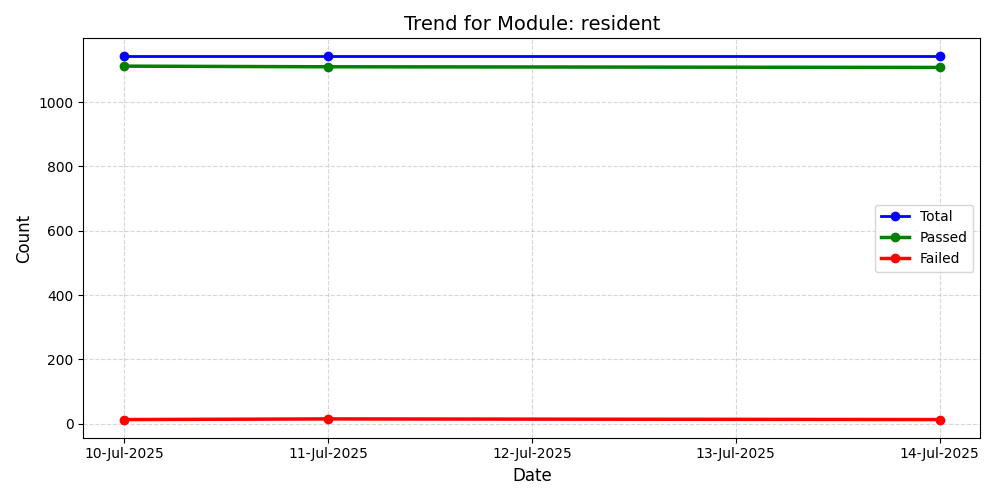 Trend for Module: resident
Count
1000
800
600
400
200
0
Total
Passed
Failed
10-Jul-2025
11-Jul-2025
12-Jul-2025
13-Jul-2025
14-Jul-2025
Date